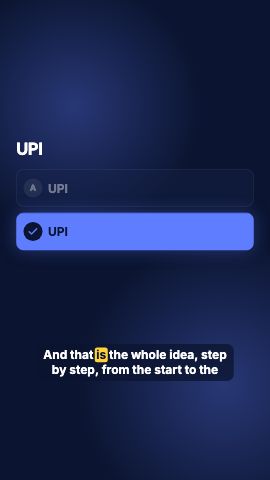 UPI
A UPI
UPI
And that is the whole idea, step
by step, from the start to the